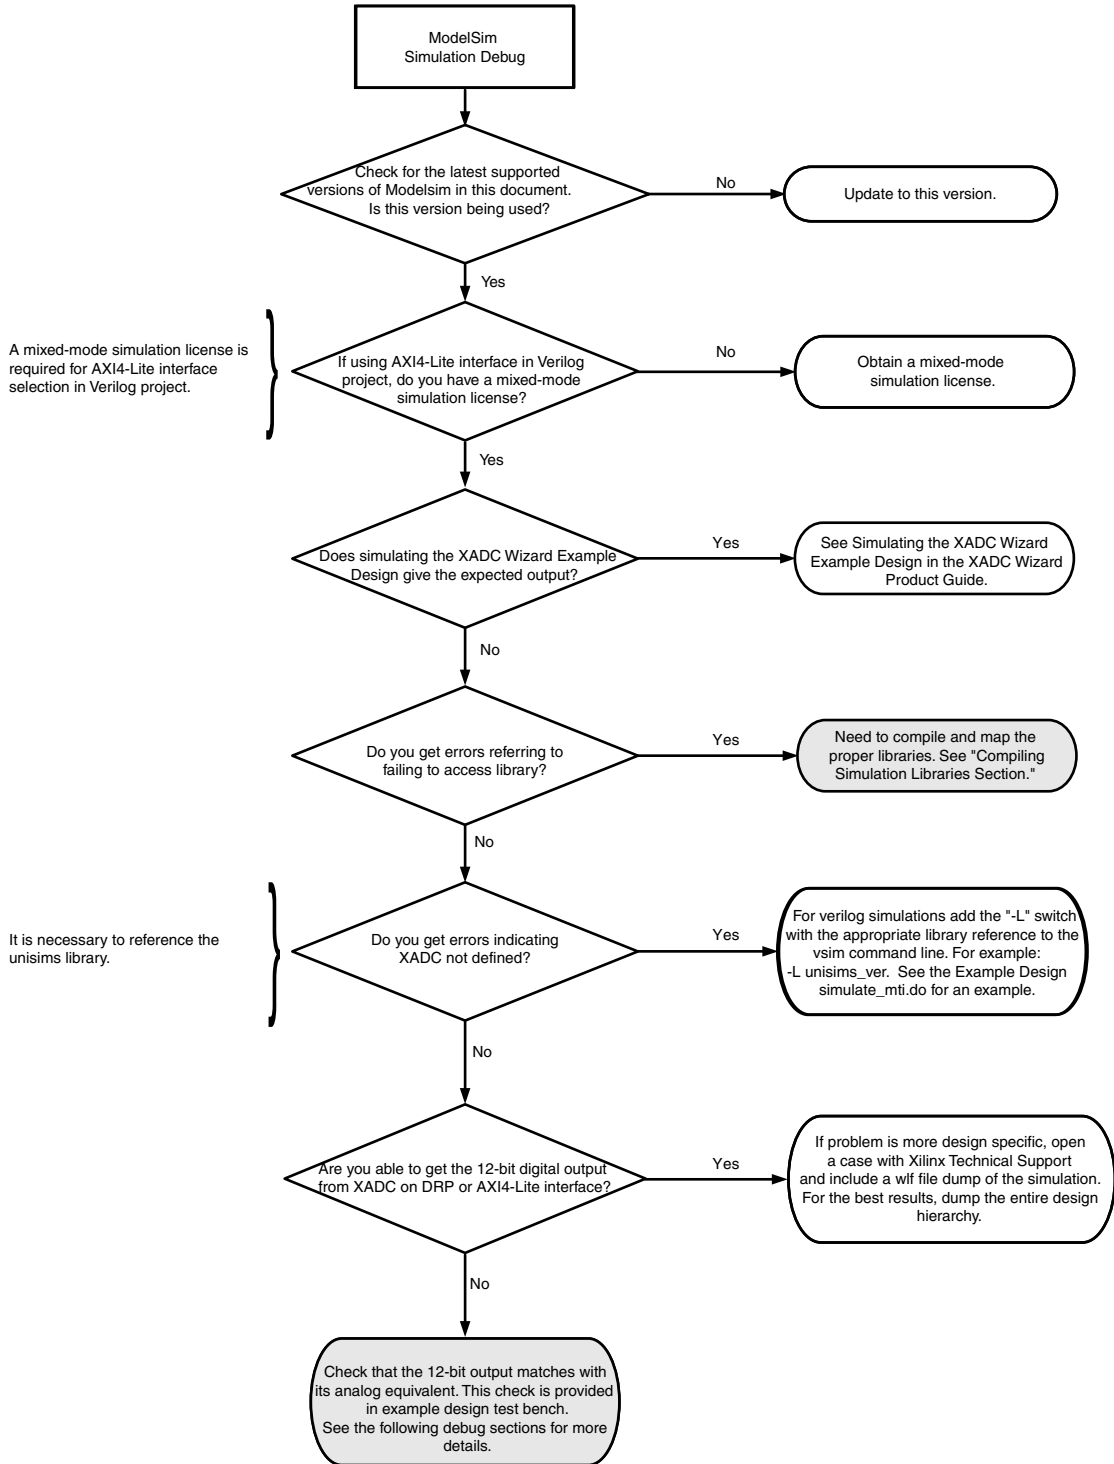 ModelSim
Simulation Debug
Check for the latest supported
versions of Modelsim in this document.
Is this version being used?
No
Update to this version.
Yes
A mixed-mode simulation license is
required for AXI4-Lite interface
selection in Verilog project.
If using AXI4-Lite interface in Verilog
project, do you have a mixed-mode
simulation license?
No
Obtain a mixed-mode
simulation license.
Yes
Does simulating the XADC Wizard Example
Design give the expected output?
Yes
See Simulating the XADC Wizard
Example Design in the XADC Wizard
Product Guide.
No
Do you get errors referring to
failing to access library?
Yes
Need to compile and map the
proper libraries. See "Compiling
Simulation Libraries Section."
No
It is necessary to reference the
unisims library.
Do you get errors indicating
XADC not defined?
Yes
For verilog simulations add the "-L" switch
with the appropriate library reference to the
vsim command line. For example:
-L unisims_ver.  See the Example Design
simulate_mti.do for an example.
No
Are you able to get the 12-bit digital output
from XADC on DRP or AXI4-Lite interface?
Yes
If problem is more design specific, open
a case with Xilinx Technical Support
and include a wlf file dump of the simulation.
For the best results, dump the entire design
hierarchy.
No
Check that the 12-bit output matches with
its analog equivalent. This check is provided
in example design test bench.
See the following debug sections for more
details.